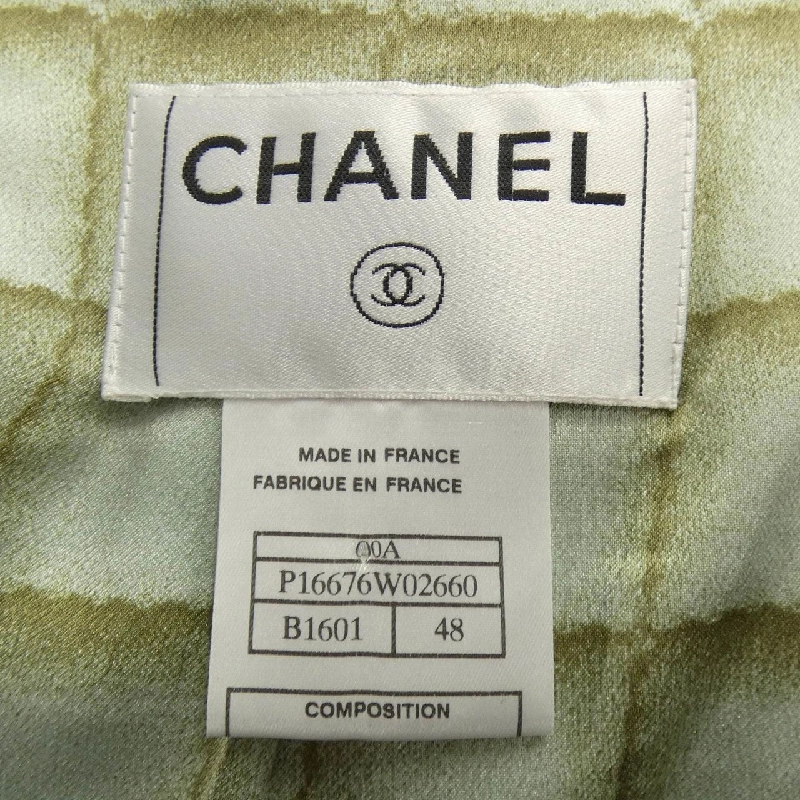 CHANEL
MADE IN FRANCE
FABRIQUE EN FRANCE
00A
P16676W02660
B1601 48
COMPOSITION